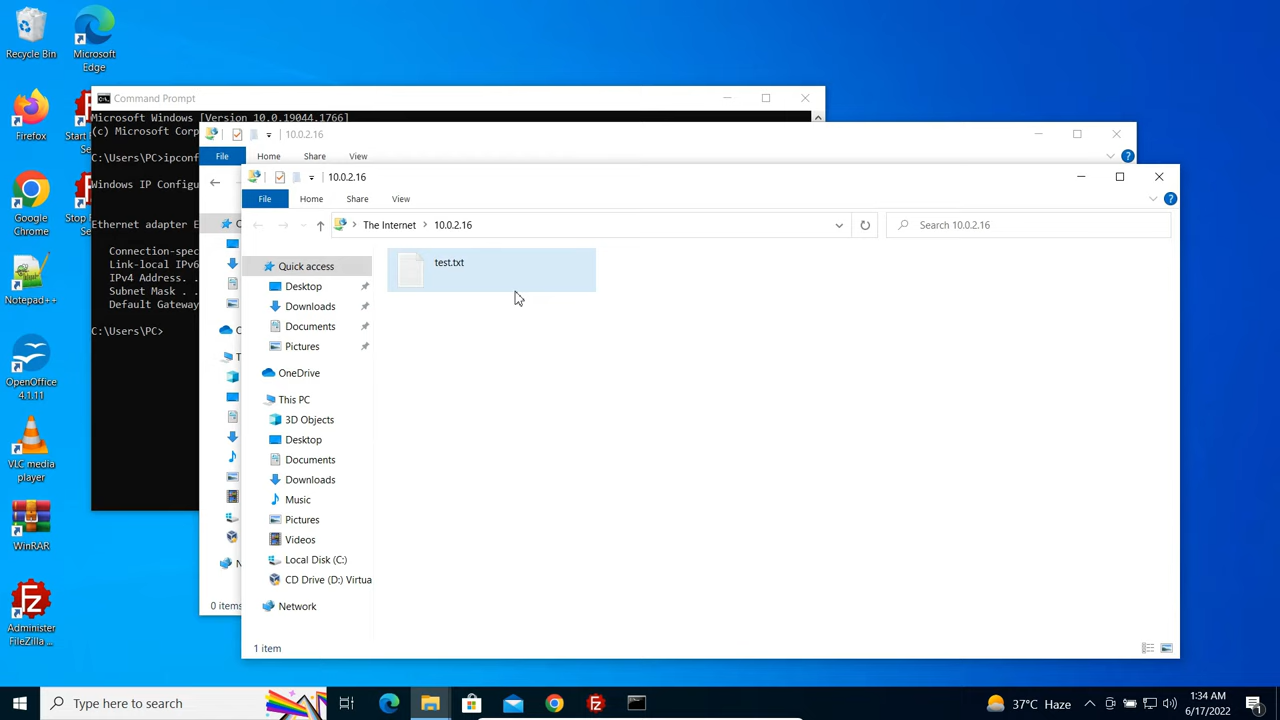 Recycle Bin
Microsoft
Edge
Firefox
Google
Chrome
Notepad++
OpenOffice
4.1.11
VLC media
player
WinRAR
Administer
FileZilla ...
Start
Se
Stop
Se
Command Prompt
Microsoft Windows [Version 10.0.19044.1766]
(c) Microsoft Corp
C:\Users\PC>ipconf
Windows IP Configu
Ethernet adapter E
Connection-spec
Link-local IPv6
IPv4 Address. .
Subnet Mask . .
Default Gateway
C:\Users\PC>
10.0.2.16
File
Home
Share
View
0 items
10.0.2.16
File
Home
Share
View
The Internet
10.0.2.16
Search 10.0.2.16
Quick access
Desktop
Downloads
Documents
Pictures
OneDrive
This PC
3D Objects
Desktop
Documents
Downloads
Music
Pictures
Videos
Local Disk (C:)
CD Drive (D:) Virtua
Network
test.txt
1 item
Type here to search
37°C Haze
1:34 AM
6/17/2022
1